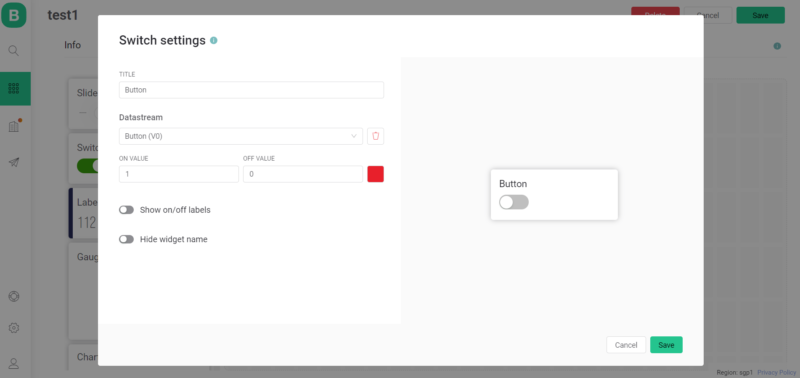 B
test1
Delete
Cancel
Save
Info
Slide
Switc
Labe
112
Gaug
Char
Switch settings
TITLE
Button
Datastream
Button (V0)
ON VALUE
OFF VALUE
1
0
Show on/off labels
Hide widget name
Button
Cancel
Save
Region: sgp1 Privacy Policy